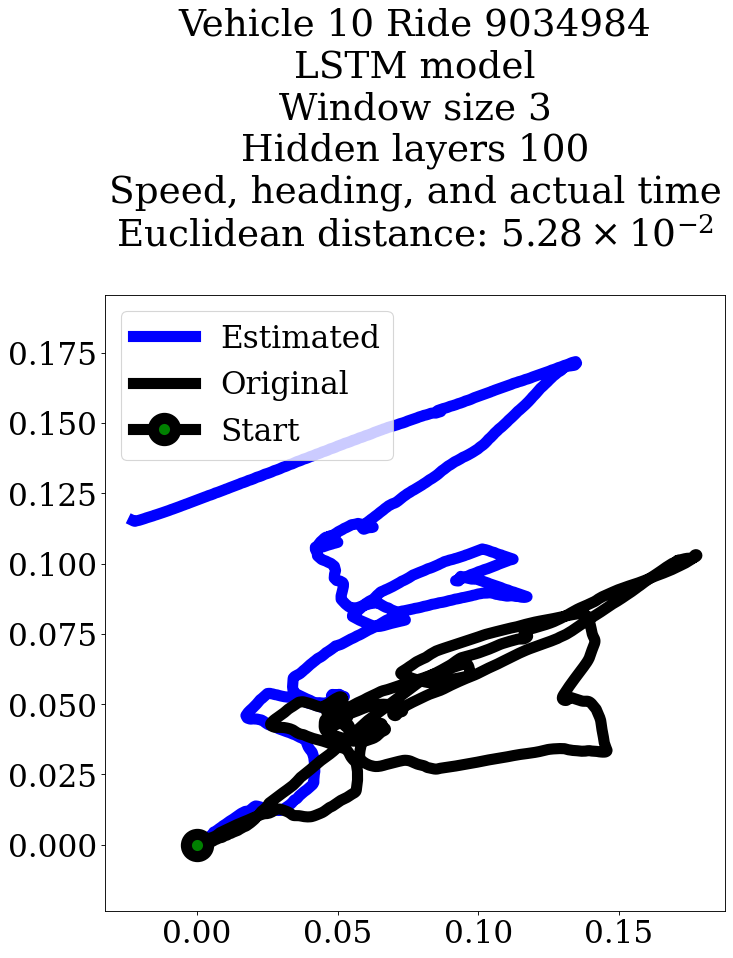 Vehicle 10 Ride 9034984
LSTM model
Window size 3
Hidden layers 100
Speed, heading, and actual time
Euclidean distance: 5.28 × 10⁻²
Estimated
Original
Start
0.175
0.150
0.125
0.100
0.075
0.050
0.025
0.000
0.00 0.05 0.10 0.15